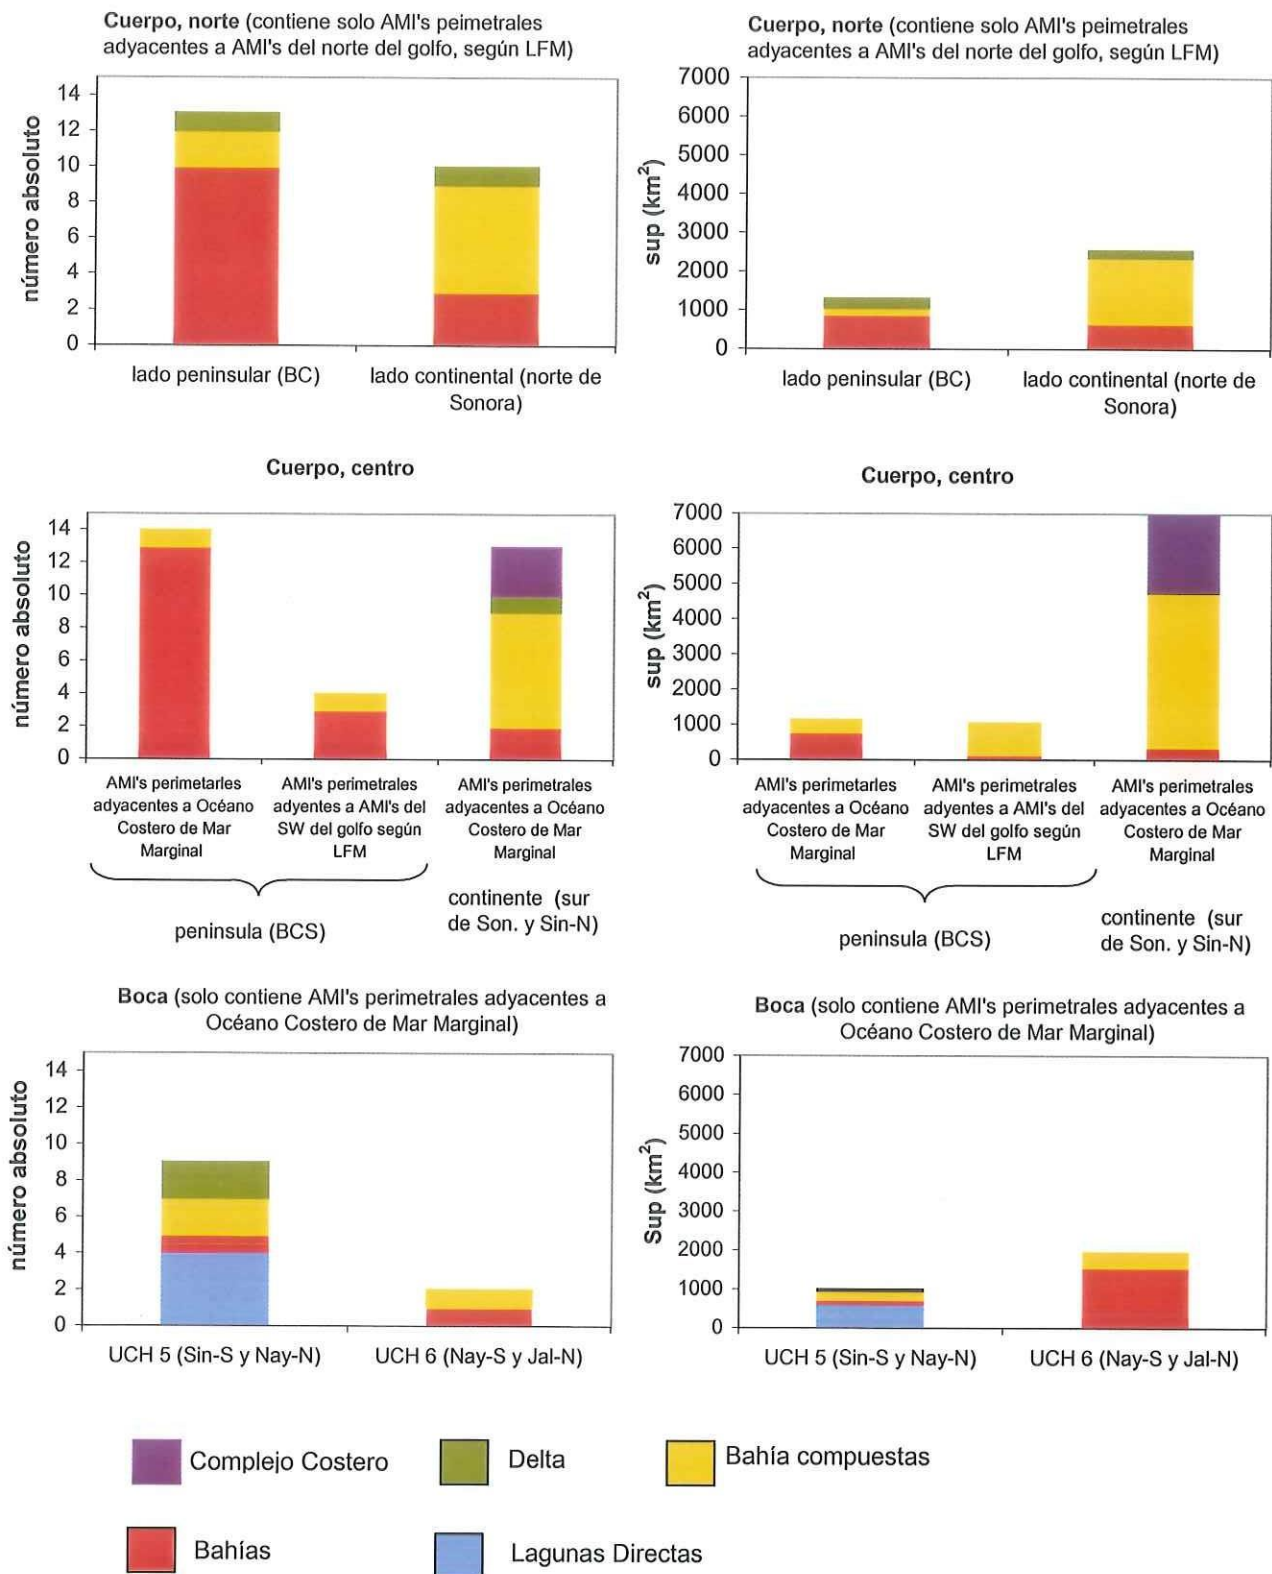 Cuerpo, norte (contiene solo AMI's peimetrales
adyacentes a AMI's del norte del golfo, según LFM)
número absoluto
14
12
10
8
6
4
2
0
lado peninsular (BC)
lado continental (norte de
Sonora)
Cuerpo, norte (contiene solo AMI's peimetrales
adyacentes a AMI's del norte del golfo, según LFM)
sup (km²)
7000
6000
5000
4000
3000
2000
1000
0
lado peninsular (BC)
lado continental (norte de
Sonora)
Cuerpo, centro
número absoluto
14
12
10
8
6
4
2
0
AMI's perimetarles
adyacentes a Océano
Costero de Mar
Marginal
AMI's perimetrales
adyentes a AMI's del
SW del golfo según
LFM
AMI's perimetrales
adyacentes a Océano
Costero de Mar
Marginal
peninsula (BCS)
continente (sur
de Son. y Sin-N)
Cuerpo, centro
sup (km²)
7000
6000
5000
4000
3000
2000
1000
0
AMI's perimetrales
adyacentes a Océano
Costero de Mar
Marginal
AMI's perimetrales
adyentes a AMI's del
SW del golfo según
LFM
AMI's perimetrales
adyacentes a Océano
Costero de Mar
Marginal
peninsula (BCS)
continente (sur
de Son. y Sin-N)
Boca (solo contiene AMI's perimetrales adyacentes a
Océano Costero de Mar Marginal)
número absoluto
14
12
10
8
6
4
2
0
UCH 5 (Sin-S y Nay-N)
UCH 6 (Nay-S y Jal-N)
Boca (solo contiene AMI's perimetrales adyacentes a
Océano Costero de Mar Marginal)
Sup (km²)
7000
6000
5000
4000
3000
2000
1000
0
UCH 5 (Sin-S y Nay-N)
UCH 6 (Nay-S y Jal-N)
Complejo Costero
Delta
Bahía compuestas
Bahías
Lagunas Directas